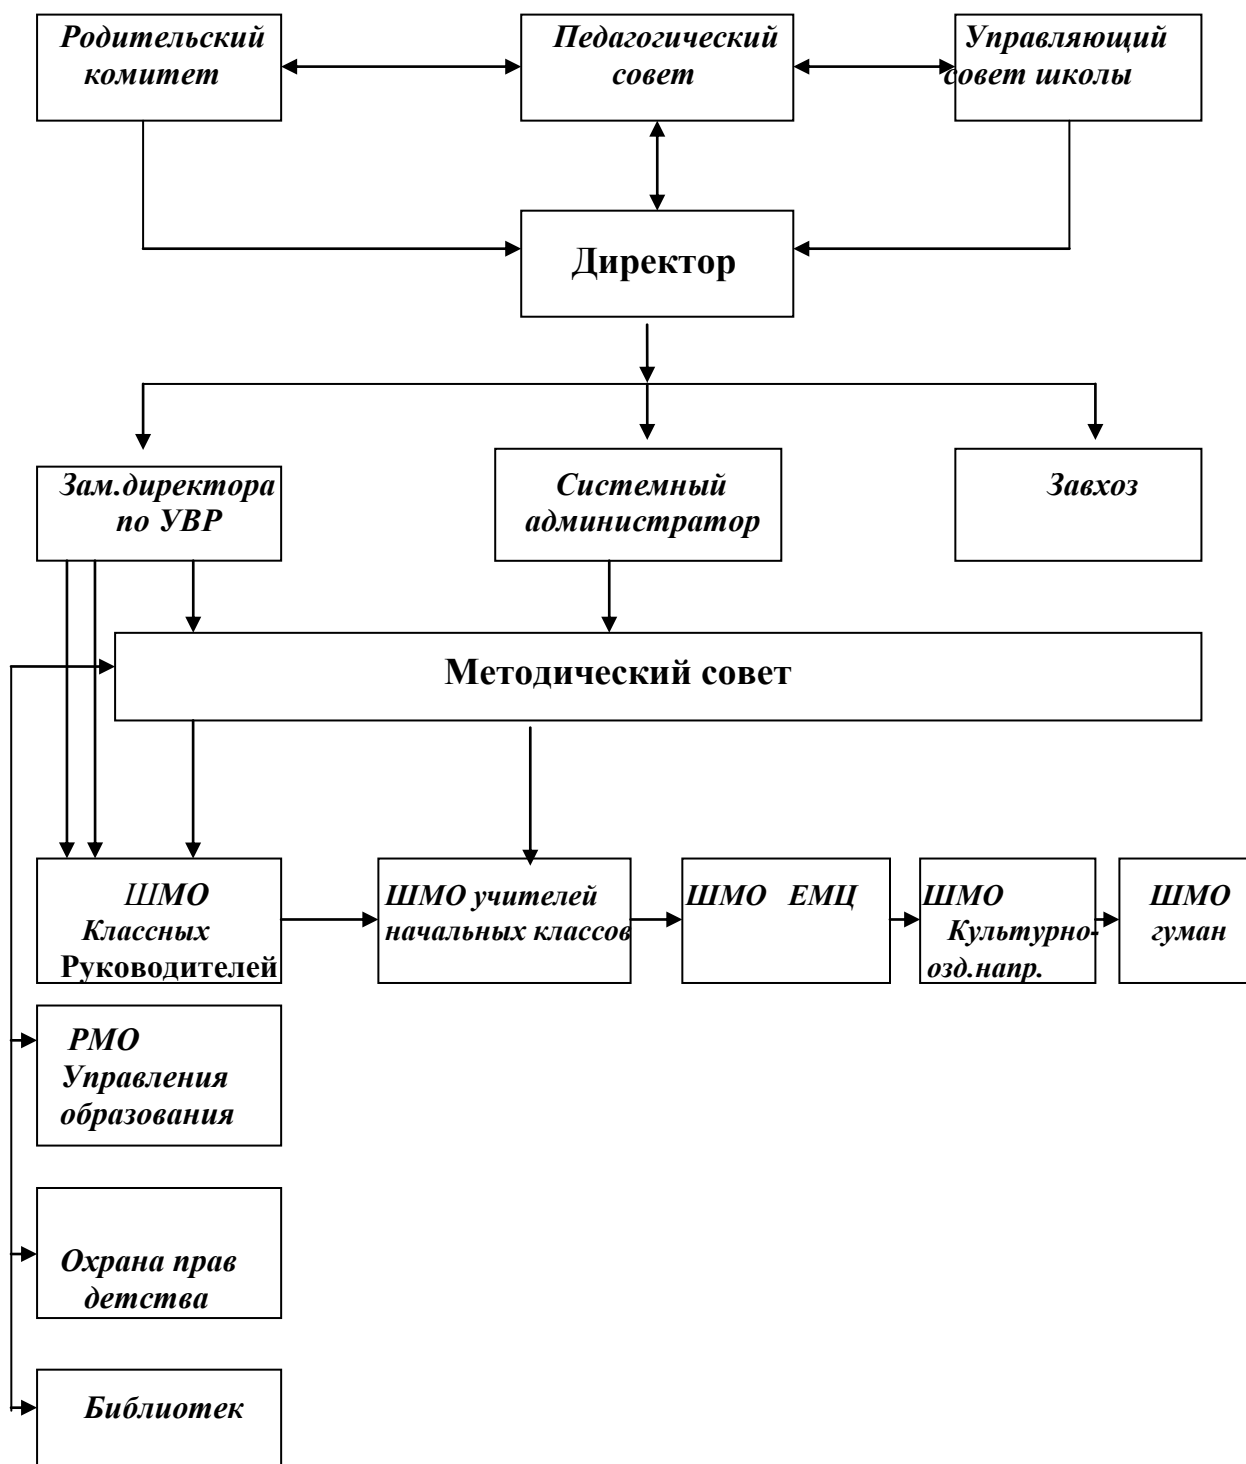 Родительский
комитет
Педагогический
совет
Управляющий
совет школы
Директор
Зам.директора
по УВР
Системный
администратор
Завхоз
Методический совет
ШМО
Классных
Руководителей
ШМО учителей
начальных классов
ШМО ЕМЦ
ШМО
Культурно-
озд.напр.
ШМО
гуман
РМО
Управления
образования
Охрана прав
детства
Библиотек